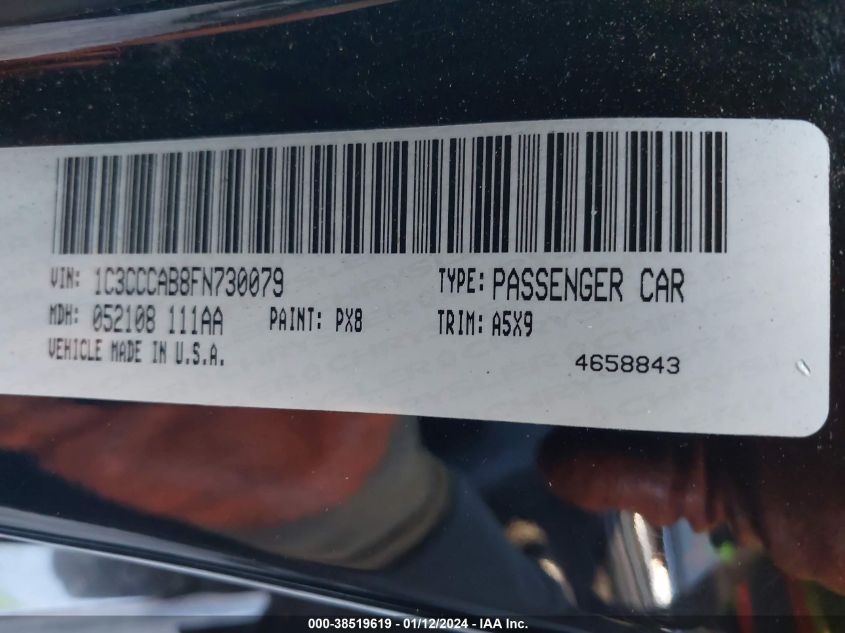 VIN: 1C3CCCAB8FN730079 TYPE: PASSENGER CAR
MDH: 052108 111AA PAINT: PX8 TRIM: A5X9
VEHICLE MADE IN U.S.A. 4658843
000-38519619 - 01/12/2024 - IAA Inc.